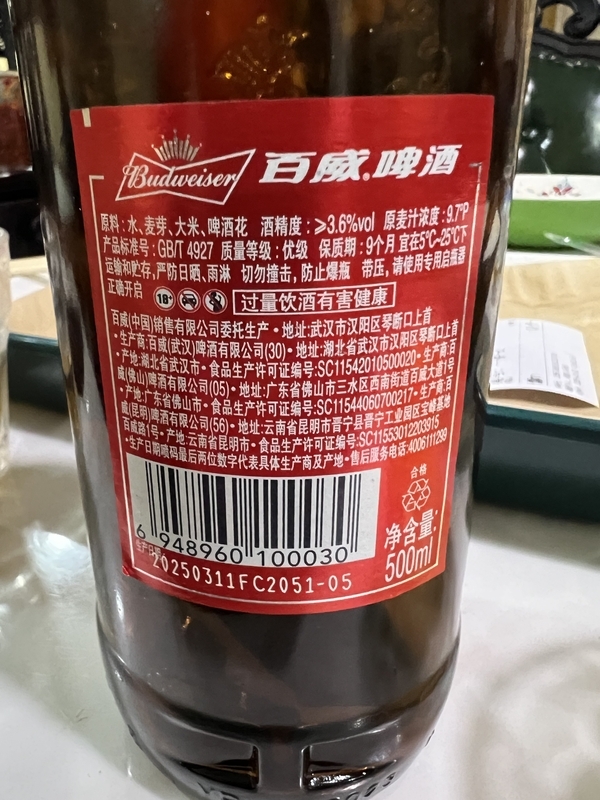 Budweiser 百威 啤酒
原料:水、麦芽、大米、啤酒花 酒精度:≥3.6%vol 原麦汁浓度:9.7°P
产品标准号:GB/T 4927 质量等级:优级 保质期:9个月 宜在5℃-25℃下
运输和贮存,严防日晒、雨淋 切勿撞击,防止爆瓶 带压,请使用专用启瓶器
正确开启 18+ 过量饮酒有害健康
百威(中国)销售有限公司委托生产·地址:武汉市汉阳区琴断口上首
·生产商:百威(武汉)啤酒有限公司(30)·地址:湖北省武汉市汉阳区琴断口上首
·产地:湖北省武汉市·食品生产许可证编号:SC11542010500020·生产商:百
威(佛山)啤酒有限公司(05)·地址:广东省佛山市三水区西南街道百威大道1号
·产地:广东省佛山市·食品生产许可证编号:SC11544060700217·生产商:百
威(昆明)啤酒有限公司(56)·地址:云南省昆明市晋宁县晋宁工业园区宝峰基地
百威路1号·产地:云南省昆明市·食品生产许可证编号:SC11553012203915
·生产日期喷码最后两位数字代表具体生产商及产地·售后服务电话:4006111299
合格
净含量:
500ml
6 948960 100030
生产日期:
20250311FC2051-05